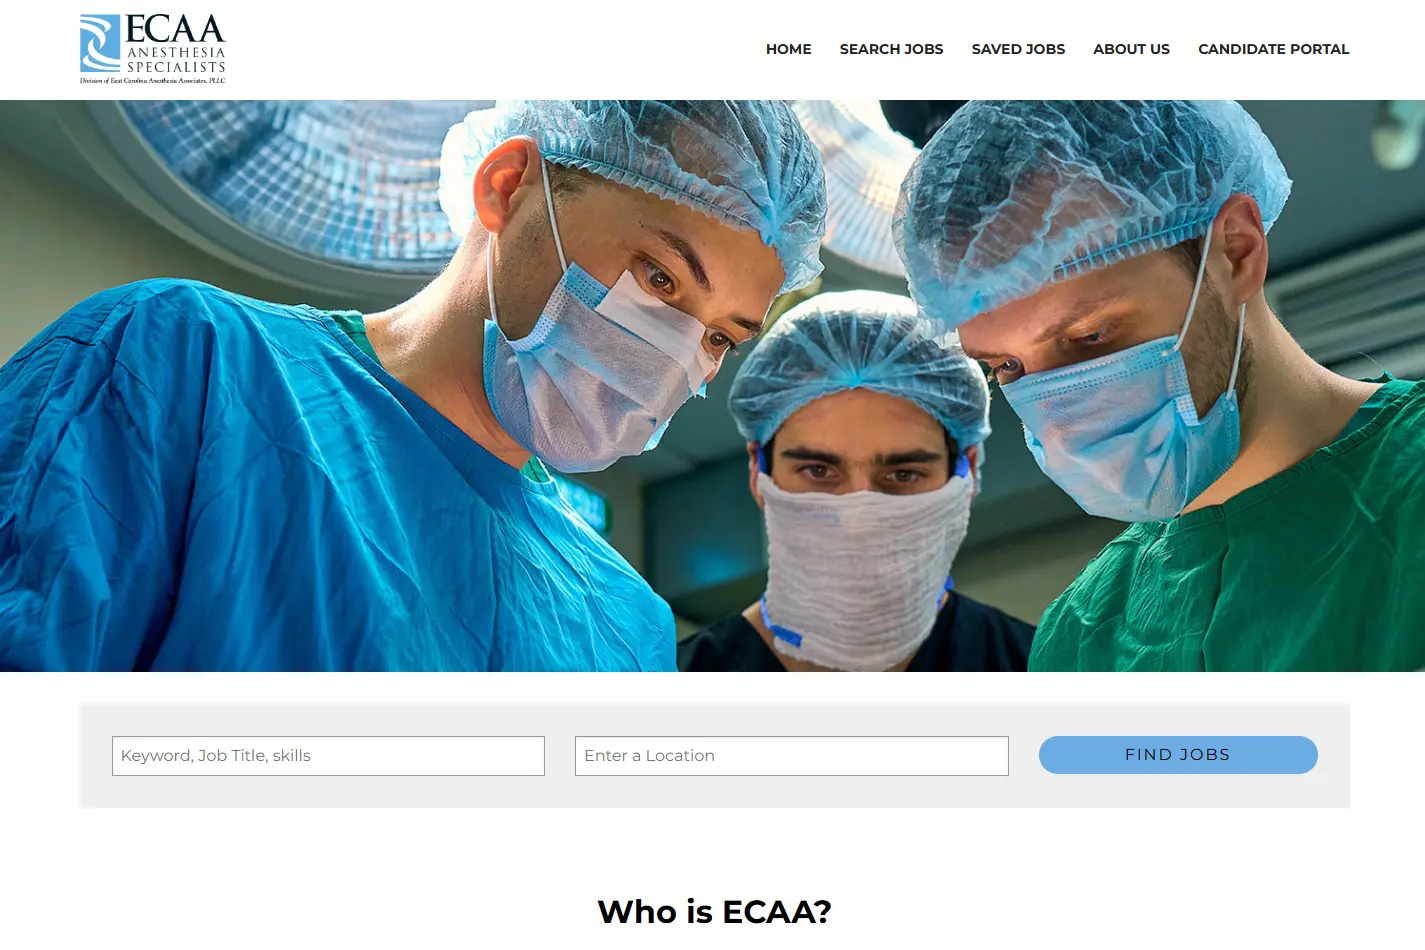 ECAA
ANESTHESIA
SPECIALISTS
Division of East Carolina Anesthesia Associates, PLLC
HOME SEARCH JOBS SAVED JOBS ABOUT US CANDIDATE PORTAL
Keyword, Job Title, skills
Enter a Location
FIND JOBS
Who is ECAA?